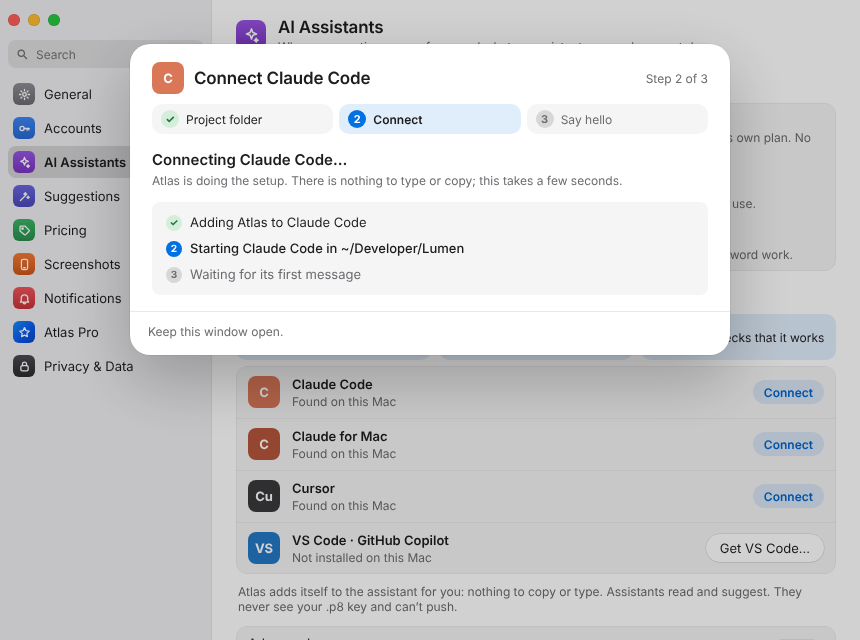 Search
General
Accounts
AI Assistants
Suggestions
Pricing
Screenshots
Notifications
Atlas Pro
Privacy & Data
AI Assistants
C
Connect Claude Code
Step 2 of 3
Project folder
2
Connect
3
Say hello
Connecting Claude Code...
Atlas is doing the setup. There is nothing to type or copy; this takes a few seconds.
Adding Atlas to Claude Code
2 Starting Claude Code in ~/Developer/Lumen
3 Waiting for its first message
Keep this window open.
own plan. No
use.
word work.
that it works
C
Claude Code
Found on this Mac
Connect
C
Claude for Mac
Found on this Mac
Connect
Cu
Cursor
Found on this Mac
Connect
VS
VS Code · GitHub Copilot
Not installed on this Mac
Get VS Code...
Atlas adds itself to the assistant for you: nothing to copy or type. Assistants read and suggest. They
never see your .p8 key and can’t push.